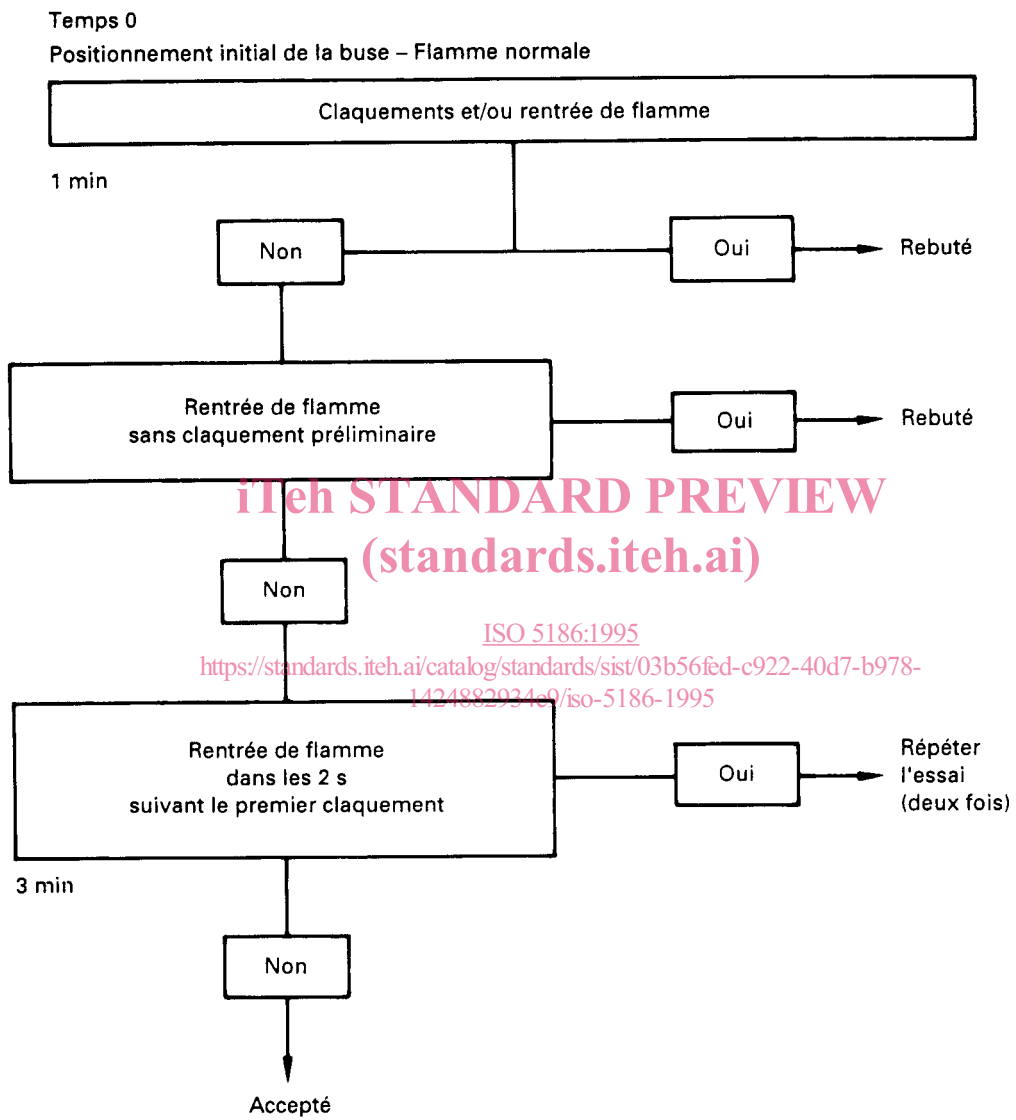 Temps 0
Positionnement initial de la buse – Flamme normale
Claquements et/ou rentrée de flamme
1 min
Non
Oui
Rebuté
Rentrée de flamme
sans claquement préliminaire
Oui
Rebuté
iTeh STANDARD PREVIEW
(standards.iteh.ai)
Non
ISO 5186:1995
https://standards.iteh.ai/catalog/standards/sist/03b56fed-c922-40d7-b978-
1424882934e9/iso-5186-1995
Rentrée de flamme
dans les 2 s
suivant le premier claquement
Oui
Répéter
l'essai
(deux fois)
3 min
Non
Accepté